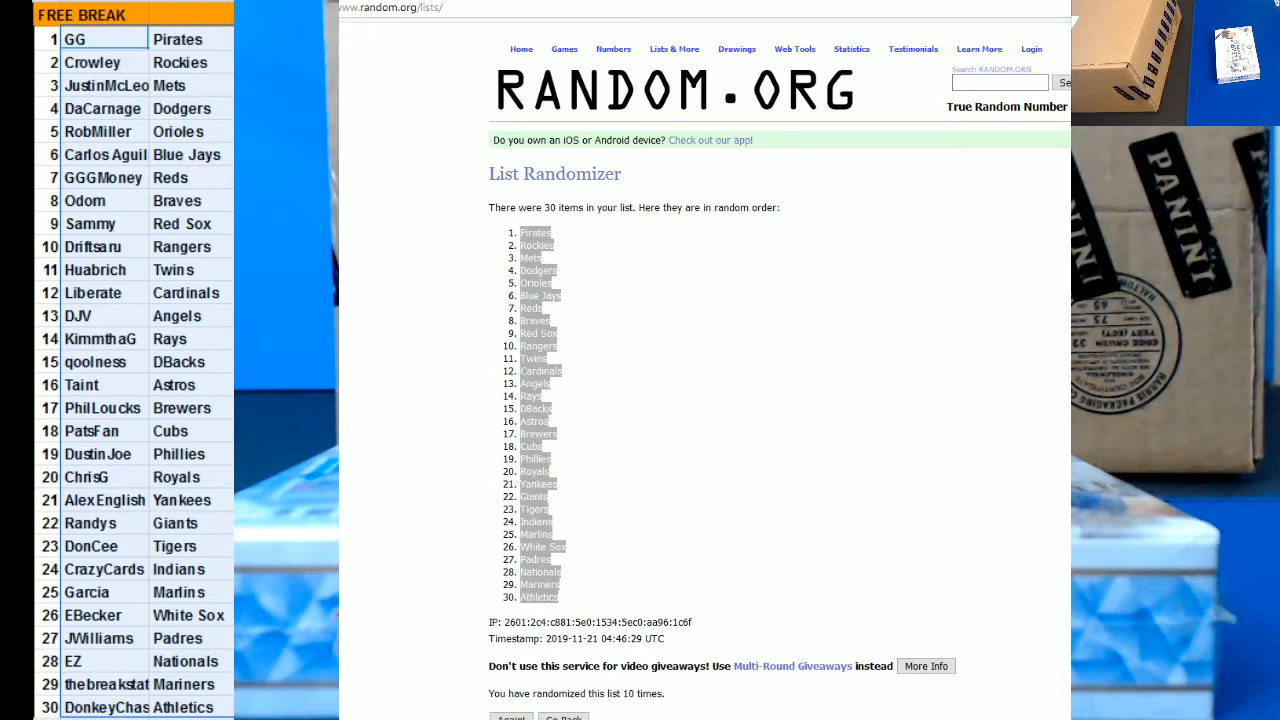 FREE BREAK
1 GG Pirates
2 Crowley Rockies
3 JustinMcLeo Mets
4 DaCarnage Dodgers
5 RobMiller Orioles
6 Carlos Aguil Blue Jays
7 GGGMoney Reds
8 Odom Braves
9 Sammy Red Sox
10 Driftsaru Rangers
11 Huabrich Twins
12 Liberate Cardinals
13 DJV Angels
14 KimmthaG Rays
15 qoolness DBacks
16 Taint Astros
17 PhilLoucks Brewers
18 PatsFan Cubs
19 DustinJoe Phillies
20 ChrisG Royals
21 AlexEnglish Yankees
22 Randys Giants
23 DonCee Tigers
24 CrazyCards Indians
25 Garcia Marlins
26 EBecker White Sox
27 JWilliams Padres
28 EZ Nationals
29 thebreakstat Mariners
30 DonkeyChas Athletics
www.random.org/lists/
Home Games Numbers Lists & More Drawings Web Tools Statistics Testimonials Learn More Login
RANDOM.ORG
Search RANDOM.ORG
Se
True Random Number
Do you own an iOS or Android device? Check out our app!
List Randomizer
There were 30 items in your list. Here they are in random order:
1. Pirates
2. Rockies
3. Mets
4. Dodgers
5. Orioles
6. Blue Jays
7. Reds
8. Braves
9. Red Sox
10. Rangers
11. Twins
12. Cardinals
13. Angels
14. Rays
15. DBacks
16. Astros
17. Brewers
18. Cubs
19. Phillies
20. Royals
21. Yankees
22. Giants
23. Tigers
24. Indians
25. Marlins
26. White Sox
27. Padres
28. Nationals
29. Mariners
30. Athletics
IP: 2601:2c4:c881:5e0:1534:5ec0:aa96:1c6f
Timestamp: 2019-11-21 04:46:29 UTC
Don't use this service for video giveaways! Use Multi-Round Giveaways instead More Info
You have randomized this list 10 times.
Again! Go Back
PANINI
EDGE CRUSH
TEST (ECT)
32
75
65